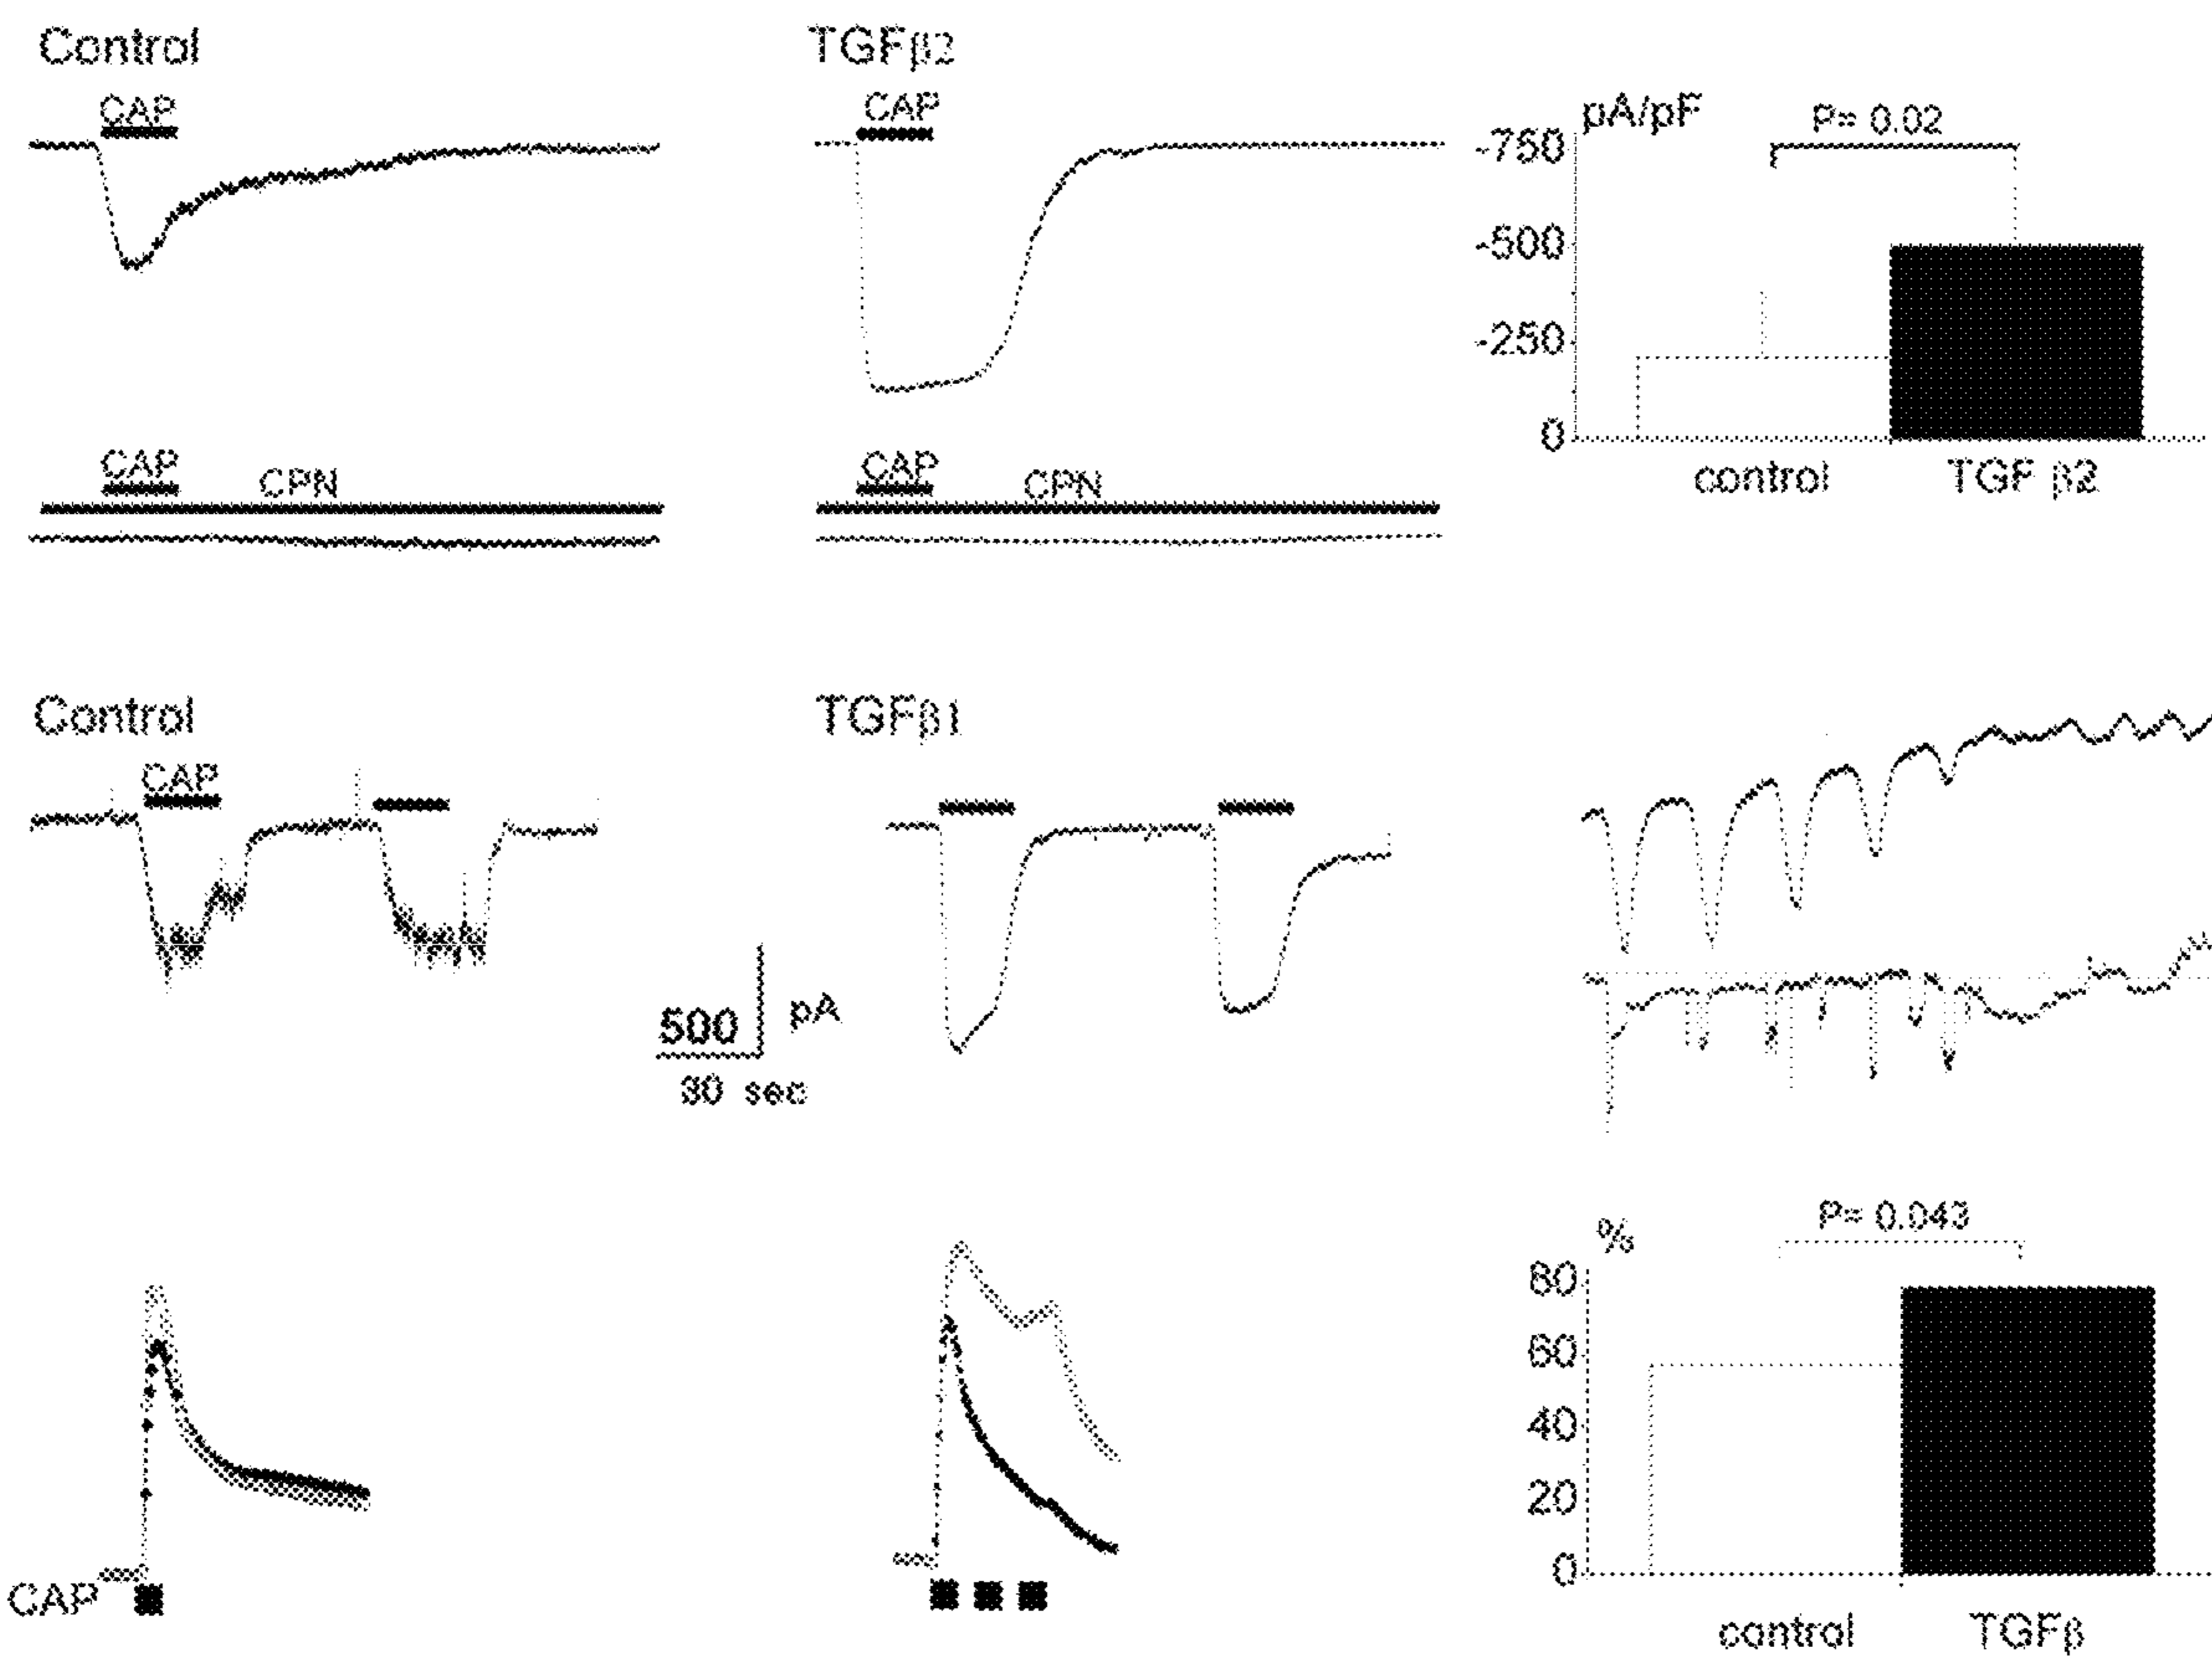 Control
TGFβ2
CAP
CAP
pA/pF
P= 0.02
-750
-500
-250
0
control
TGF β2
CAP
CPN
CAP
CPN
Control
TGFβ1
CAP
500
pA
30 sec
%
P= 0.043
80
60
40
20
0
control
TGFβ
CAP